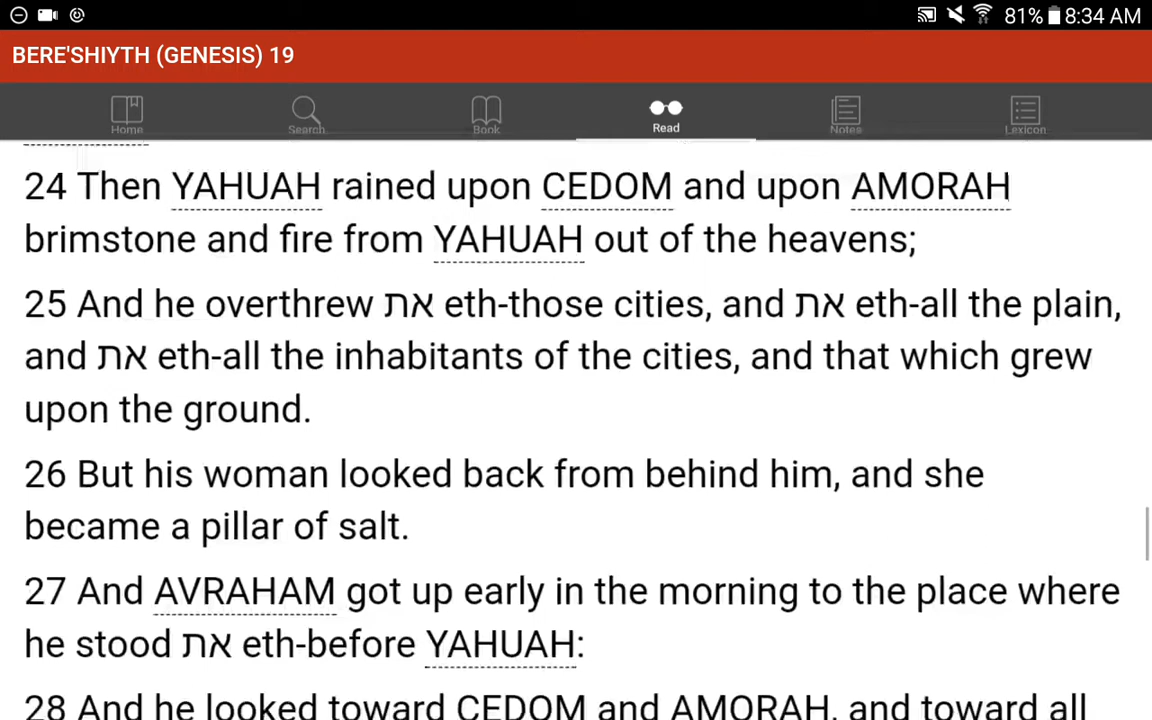 81% 8:34 AM
BERE'SHIYTH (GENESIS) 19
Home Search Book Read Notes Lexicon
24 Then YAHUAH rained upon CEDOM and upon AMORAH
brimstone and fire from YAHUAH out of the heavens;
25 And he overthrew את eth-those cities, and את eth-all the plain,
and את eth-all the inhabitants of the cities, and that which grew
upon the ground.
26 But his woman looked back from behind him, and she
became a pillar of salt.
27 And AVRAHAM got up early in the morning to the place where
he stood את eth-before YAHUAH:
28 And he looked toward CEDOM and AMORAH, and toward all